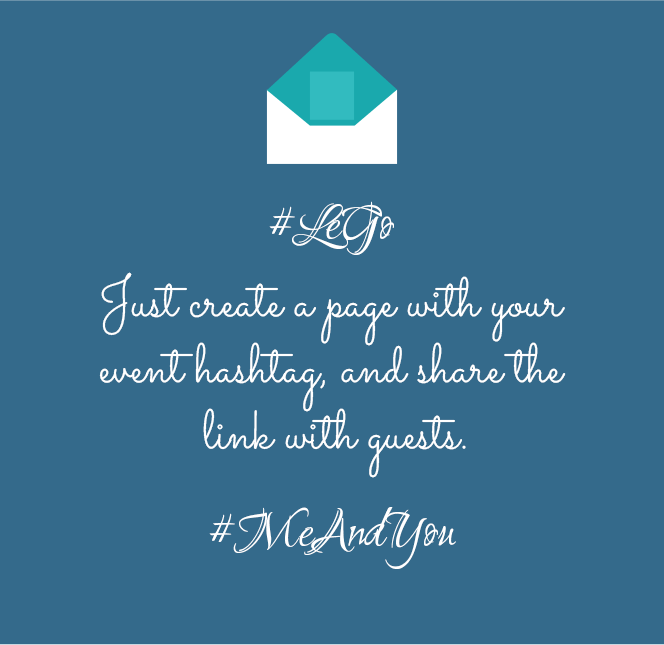 #LeGo
Just create a page with your
event hashtag, and share the
link with guests.
#MeAndYou